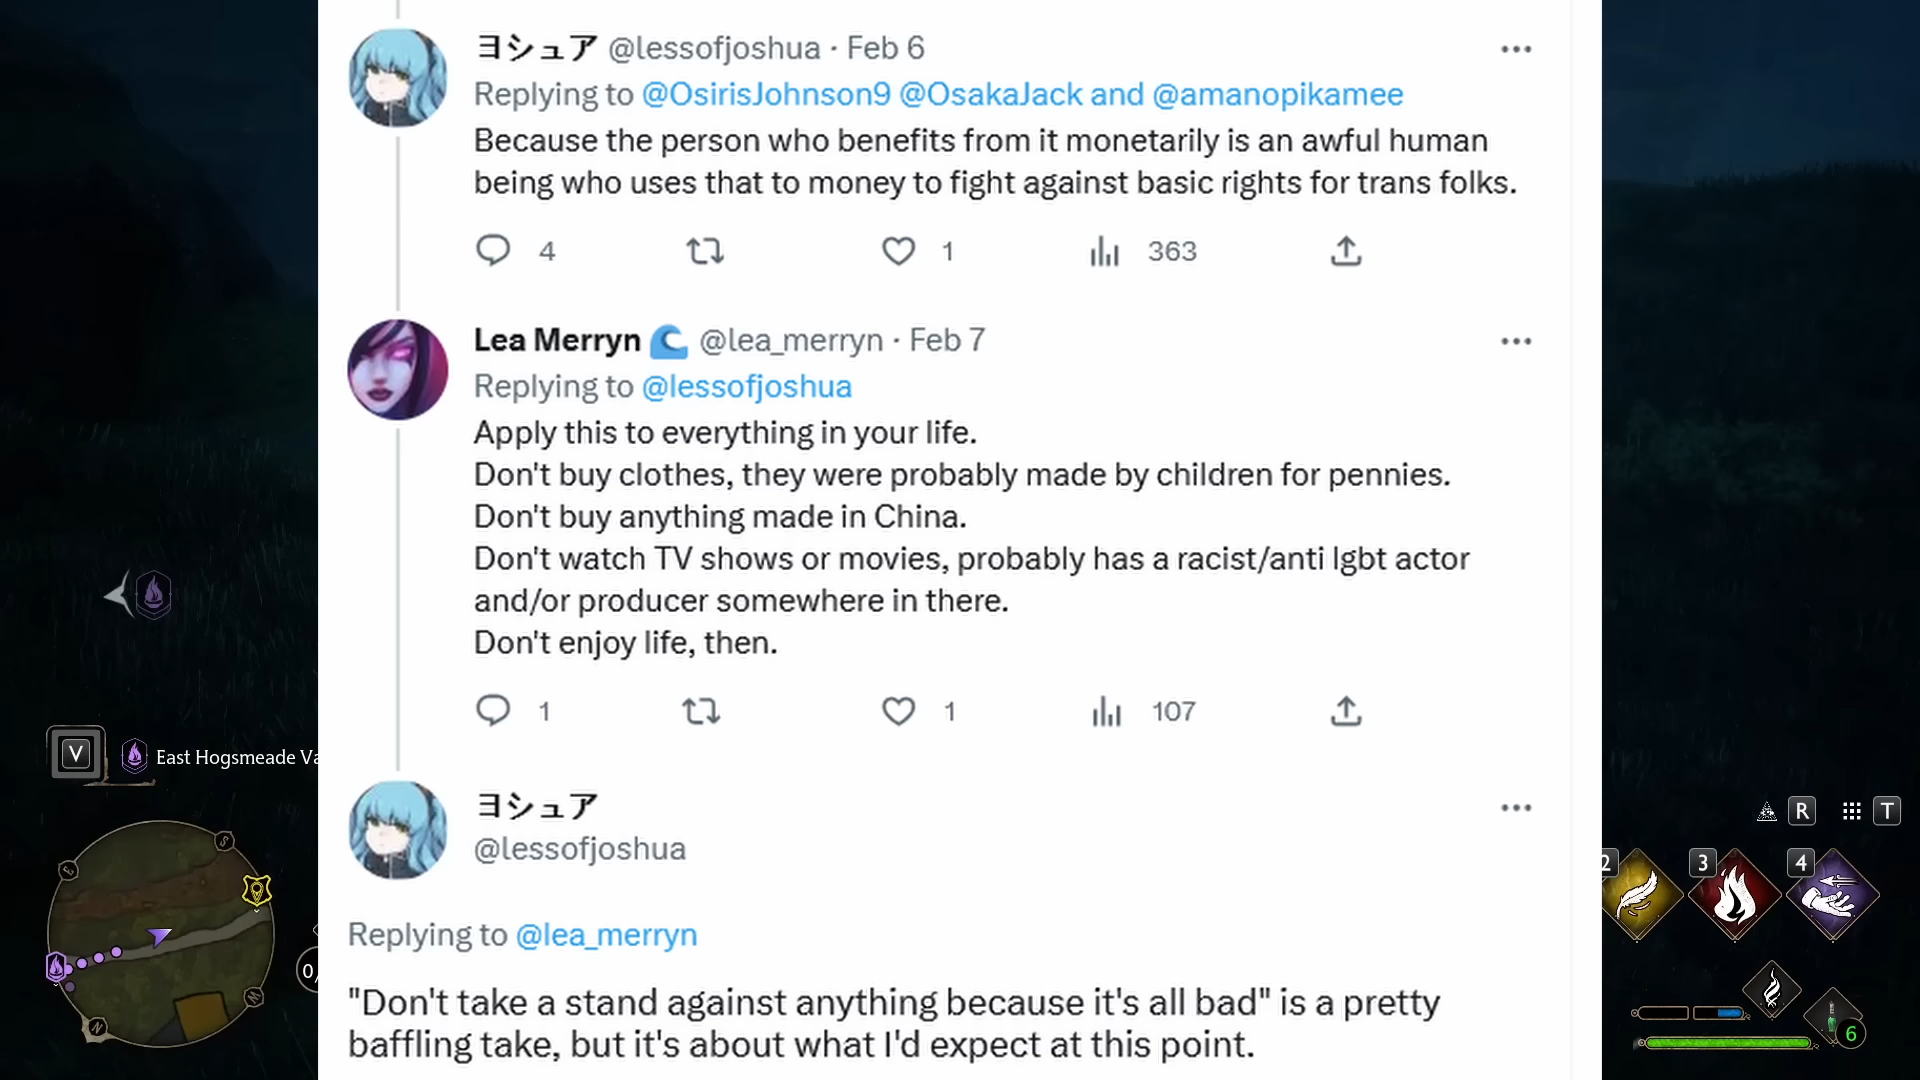 ヨシュア @lessofjoshua · Feb 6
Replying to @OsirisJohnson9 @OsakaJack and @amanopikamee
Because the person who benefits from it monetarily is an awful human
being who uses that to money to fight against basic rights for trans folks.
4
1
363
Lea Merryn @lea_merryn · Feb 7
Replying to @lessofjoshua
Apply this to everything in your life.
Don't buy clothes, they were probably made by children for pennies.
Don't buy anything made in China.
Don't watch TV shows or movies, probably has a racist/anti lgbt actor
and/or producer somewhere in there.
Don't enjoy life, then.
1
1
107
V East Hogsmeade Va
ヨシュア
@lessofjoshua
R T
2 3 4
S
E
Replying to @lea_merryn
0/
N
6
"Don't take a stand against anything because it's all bad" is a pretty
baffling take, but it's about what I'd expect at this point.